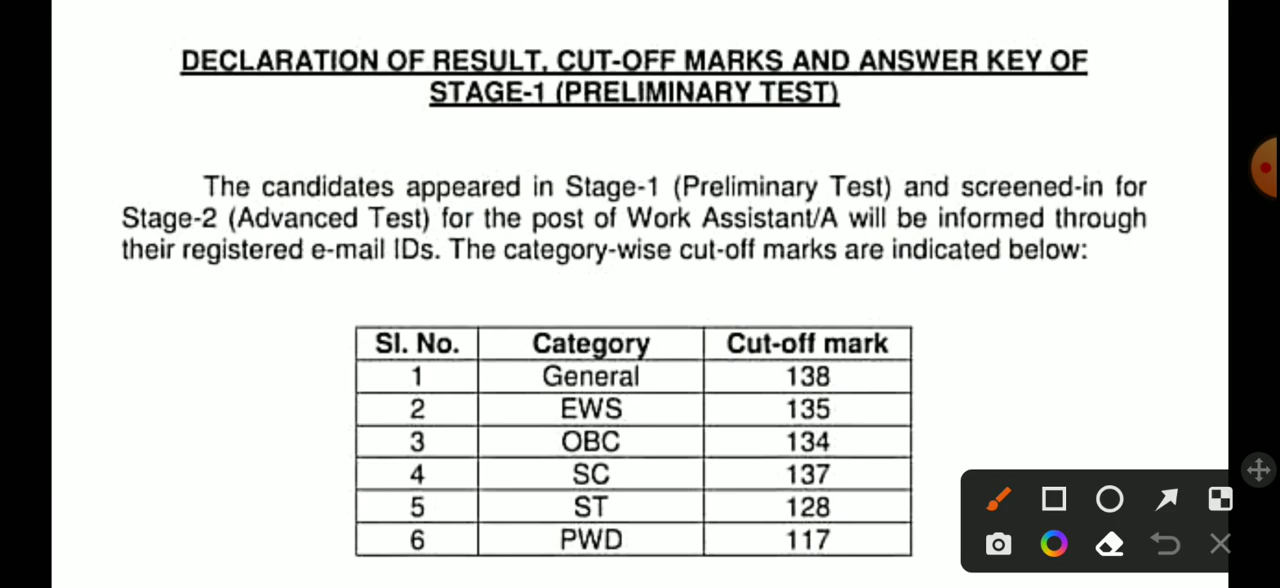 DECLARATION OF RESULT, CUT-OFF MARKS AND ANSWER KEY OF
STAGE-1 (PRELIMINARY TEST)
The candidates appeared in Stage-1 (Preliminary Test) and screened-in for
Stage-2 (Advanced Test) for the post of Work Assistant/A will be informed through
their registered e-mail IDs. The category-wise cut-off marks are indicated below:
Sl. No. Category Cut-off mark
1 General 138
2 EWS 135
3 OBC 134
4 SC 137
5 ST 128
6 PWD 117